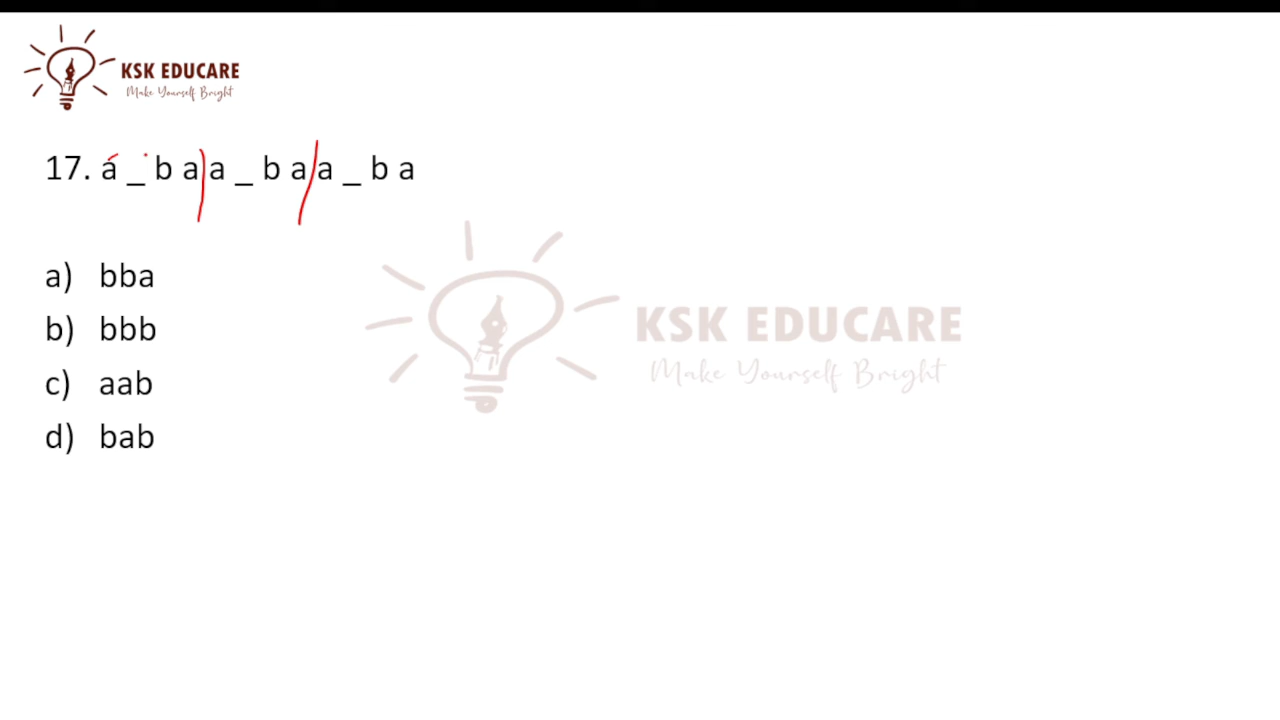 KSK EDUCARE
Make Yourself Bright
17. a _ b a a _ b a a _ b a
a) bba
b) bbb
c) aab
d) bab
KSK EDUCARE
Make Yourself Bright